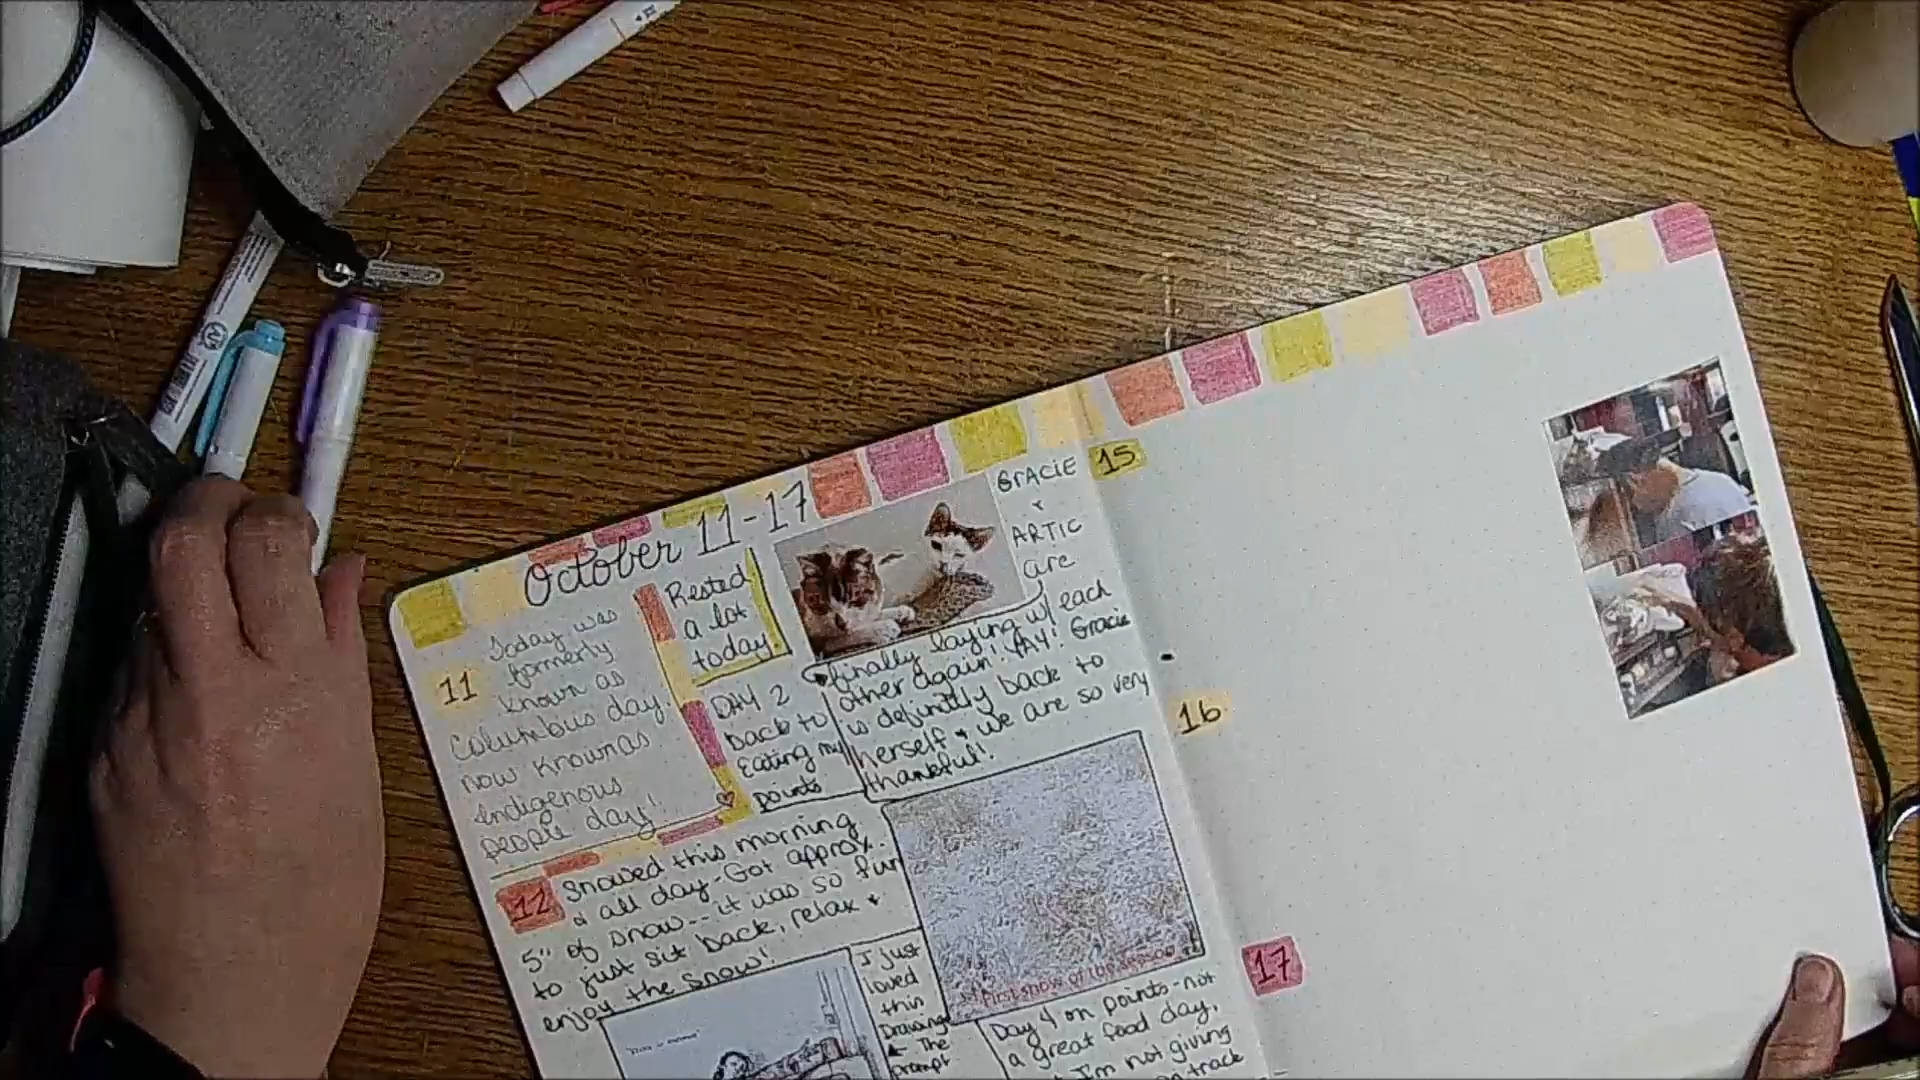 October 11-17
11
Today was
formerly
known as
Columbus day.
now known as
Indigenous
people day!
Rested
a lot
today.
DAY 2
back to
Eating my
points
GRACIE
+
ARTIC
are
finally laying w/ each
other again! YAY! Gracie
is definitly back to
herself + we are so very
thankful!
12 Snowed this morning
+ all day - Got approx.
5" of snow -- it was so fun
to just sit back, relax +
enjoy the snow!
I just
loved
this
Drawing
The
prompt
First snow of the season
Day 4 on points - not
a great food day,
I'm not giving
on track
15
16
17